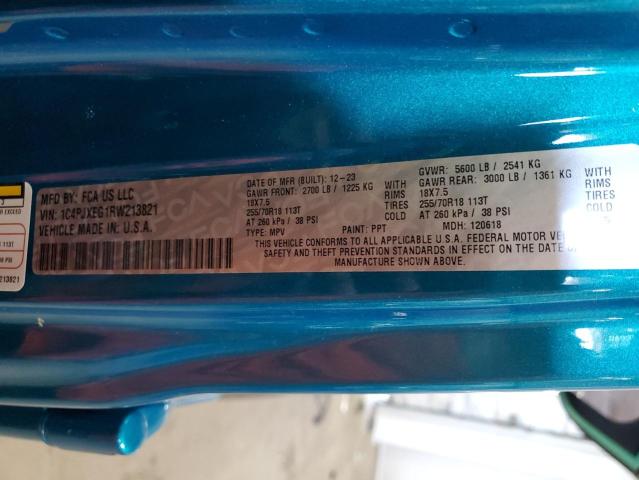 MFD BY: FCA US LLC
VIN: 1C4PJXEG1RW213821
VEHICLE MADE IN: U.S.A.
DATE OF MFR (BUILT): 12-23
GAWR FRONT: 2700 LB / 1225 KG WITH
18X7.5 RIMS
255/70R18 113T TIRES
AT 260 kPa / 38 PSI
TYPE: MPV PAINT: PPT
GVWR: 5600 LB / 2541 KG
GAWR REAR: 3000 LB / 1361 KG WITH
18X7.5 RIMS
255/70R18 113T TIRES
AT 260 kPa / 38 PSI
MDH: 120618
THIS VEHICLE CONFORMS TO ALL APPLICABLE U.S.A. FEDERAL MOTOR
SAFETY AND THEFT PREVENTION STANDARDS IN EFFECT ON THE DATE
MANUFACTURE SHOWN ABOVE.
EXCEED
113T
PSI
213821